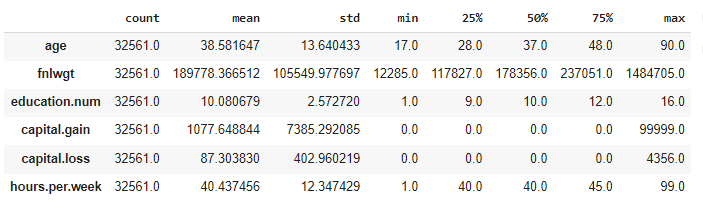 count mean std min 25% 50% 75% max
age 32561.0 38.581647 13.640433 17.0 28.0 37.0 48.0 90.0
fnlwgt 32561.0 189778.366512 105549.977697 12285.0 117827.0 178356.0 237051.0 1484705.0
education.num 32561.0 10.080679 2.572720 1.0 9.0 10.0 12.0 16.0
capital.gain 32561.0 1077.648844 7385.292085 0.0 0.0 0.0 0.0 99999.0
capital.loss 32561.0 87.303830 402.960219 0.0 0.0 0.0 0.0 4356.0
hours.per.week 32561.0 40.437456 12.347429 1.0 40.0 40.0 45.0 99.0